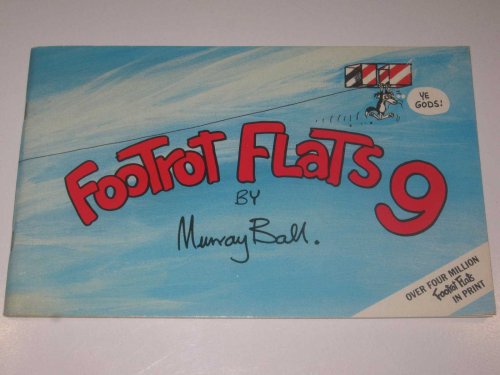 YE
GODS!
FOOTROT FLATS 9
BY
Murray Ball.
OVER FOUR MILLION
Footrot Flats
IN PRINT